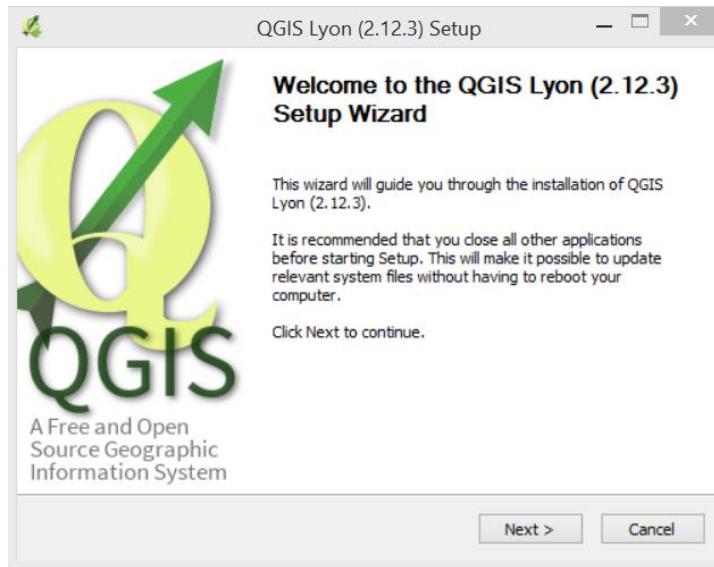 QGIS Lyon (2.12.3) Setup
Welcome to the QGIS Lyon (2.12.3)
Setup Wizard
This wizard will guide you through the installation of QGIS
Lyon (2.12.3).
It is recommended that you close all other applications
before starting Setup. This will make it possible to update
relevant system files without having to reboot your
computer.
Click Next to continue.
QGIS
A Free and Open
Source Geographic
Information System
Next >
Cancel